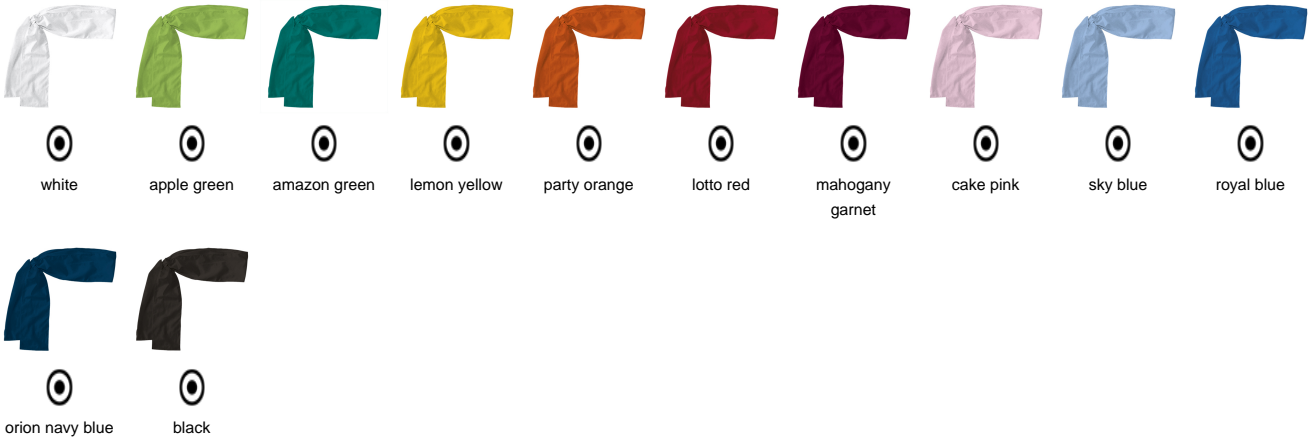 white
apple green
amazon green
lemon yellow
party orange
lotto red
mahogany
garnet
cake pink
sky blue
royal blue
orion navy blue
black